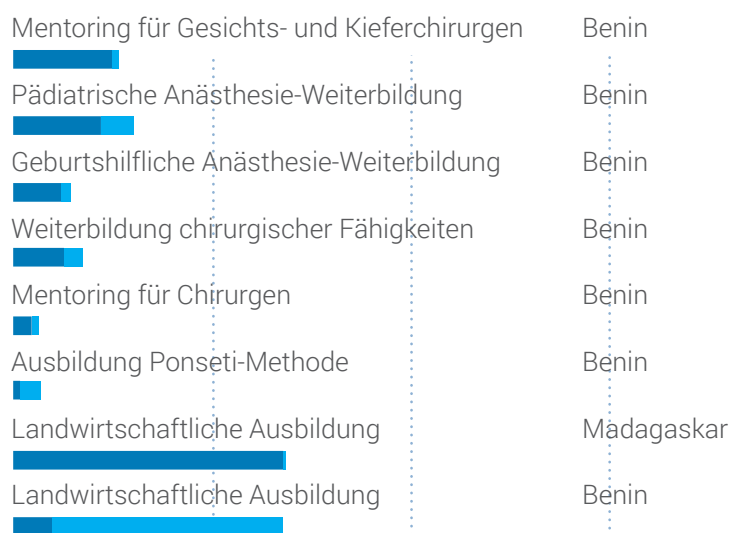 Mentoring für Gesichts- und Kieferchirurgen Benin
Pädiatrische Anästhesie-Weiterbildung Benin
Geburtshilfliche Anästhesie-Weiterbildung Benin
Weiterbildung chirurgischer Fähigkeiten Benin
Mentoring für Chirurgen Benin
Ausbildung Ponseti-Methode Benin
Landwirtschaftliche Ausbildung Madagaskar
Landwirtschaftliche Ausbildung Benin